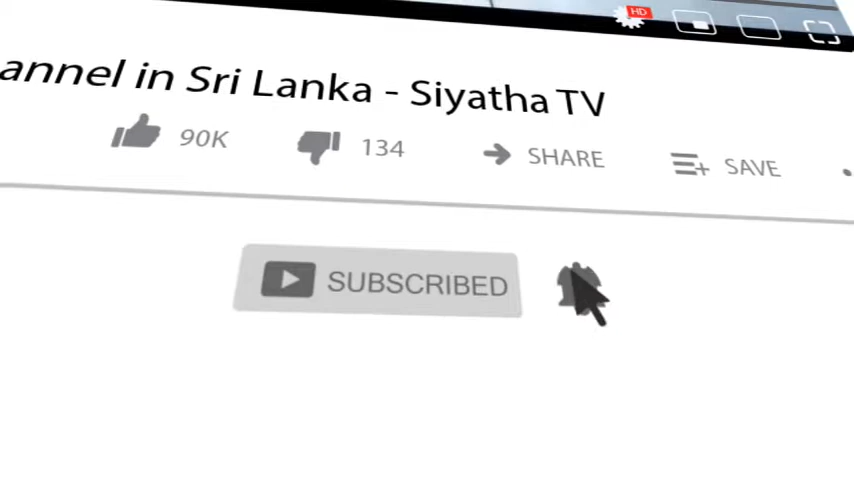 HD
annel in Sri Lanka - Siyatha TV
90K 134 SHARE SAVE
SUBSCRIBED